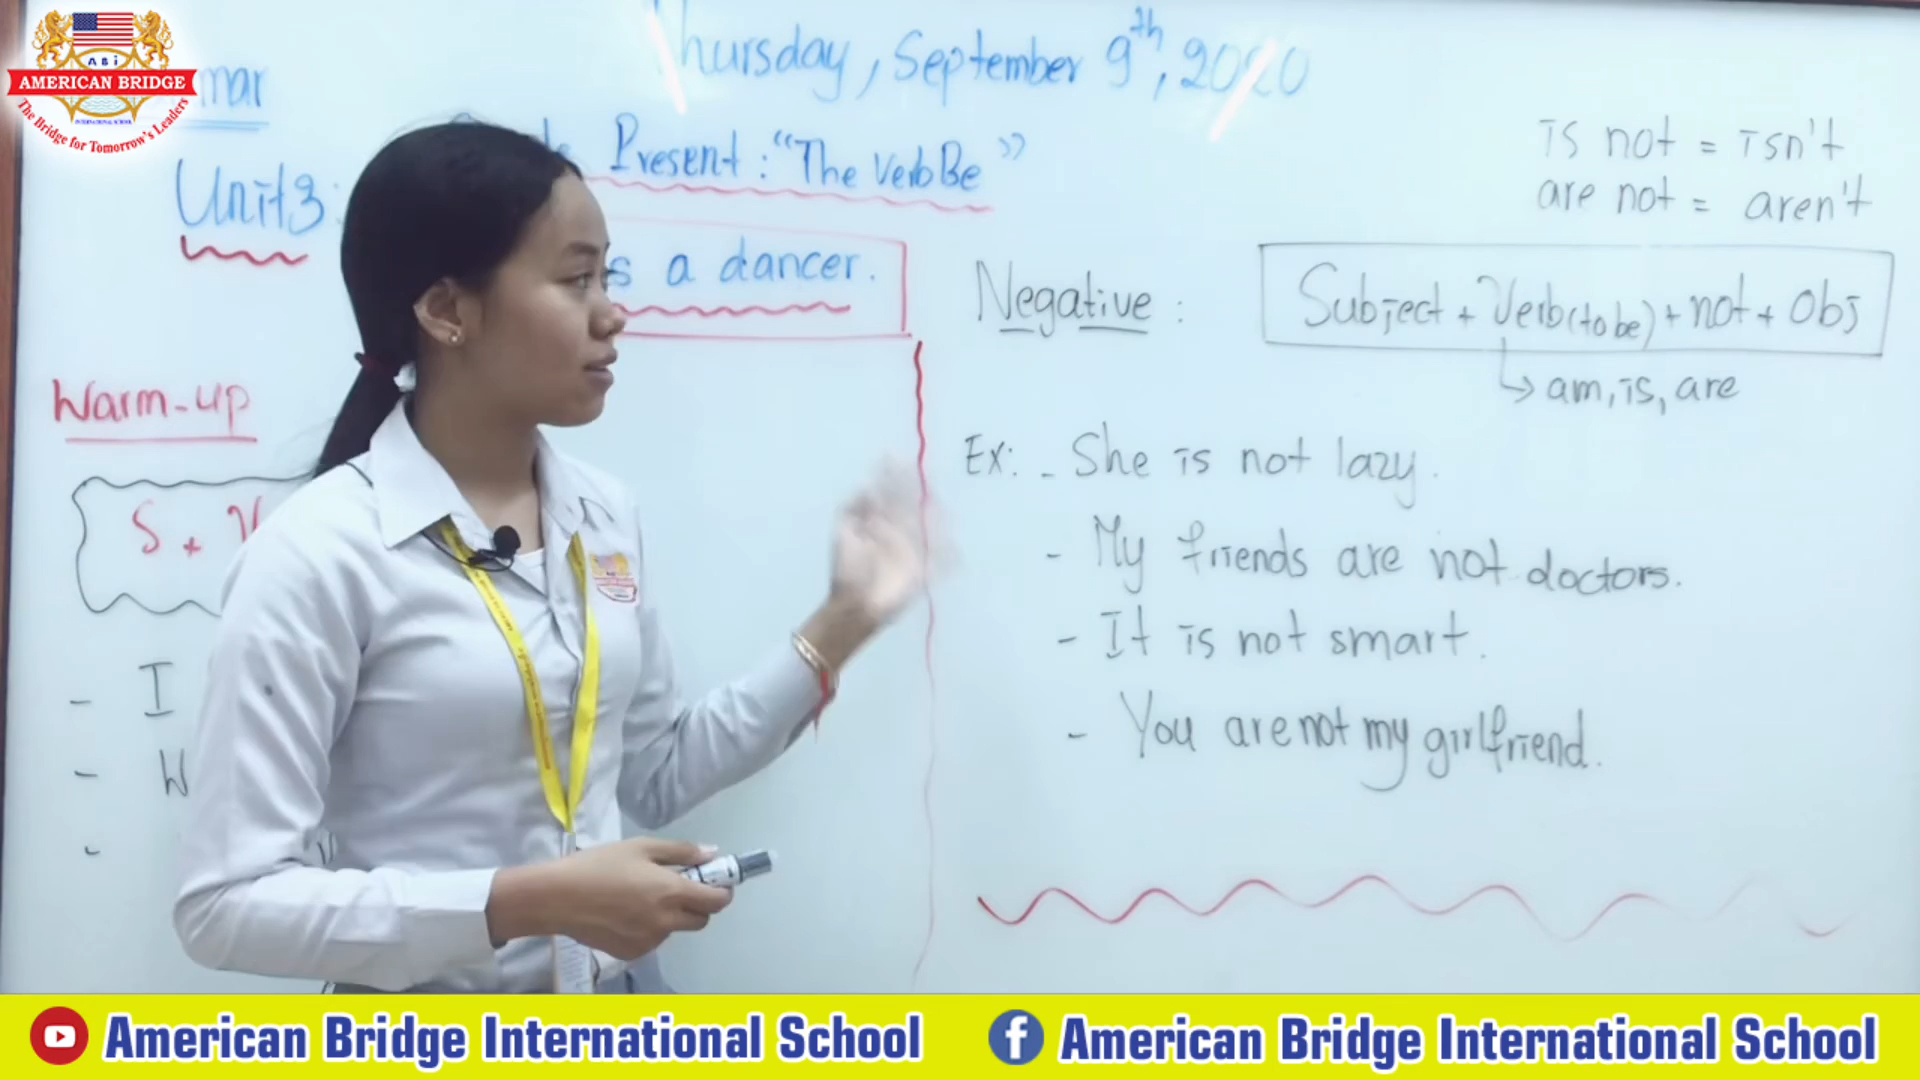 ABi
AMERICAN BRIDGE
INTERNATIONAL SCHOOL
The Bridge for Tomorrow's Leaders
mar
Thursday, September 9th, 2020
Unit3:
Present: "The Verb Be"
s a dancer.
Warm-up
S +
- I
- W
-
is not = isn't
are not = aren't
Negative : Subject + Verb(to be) + not + Obj
↳ am, is, are
Ex: - She is not lazy.
- My friends are not doctors.
- It is not smart.
- You are not my girlfriend.
American Bridge International School
American Bridge International School